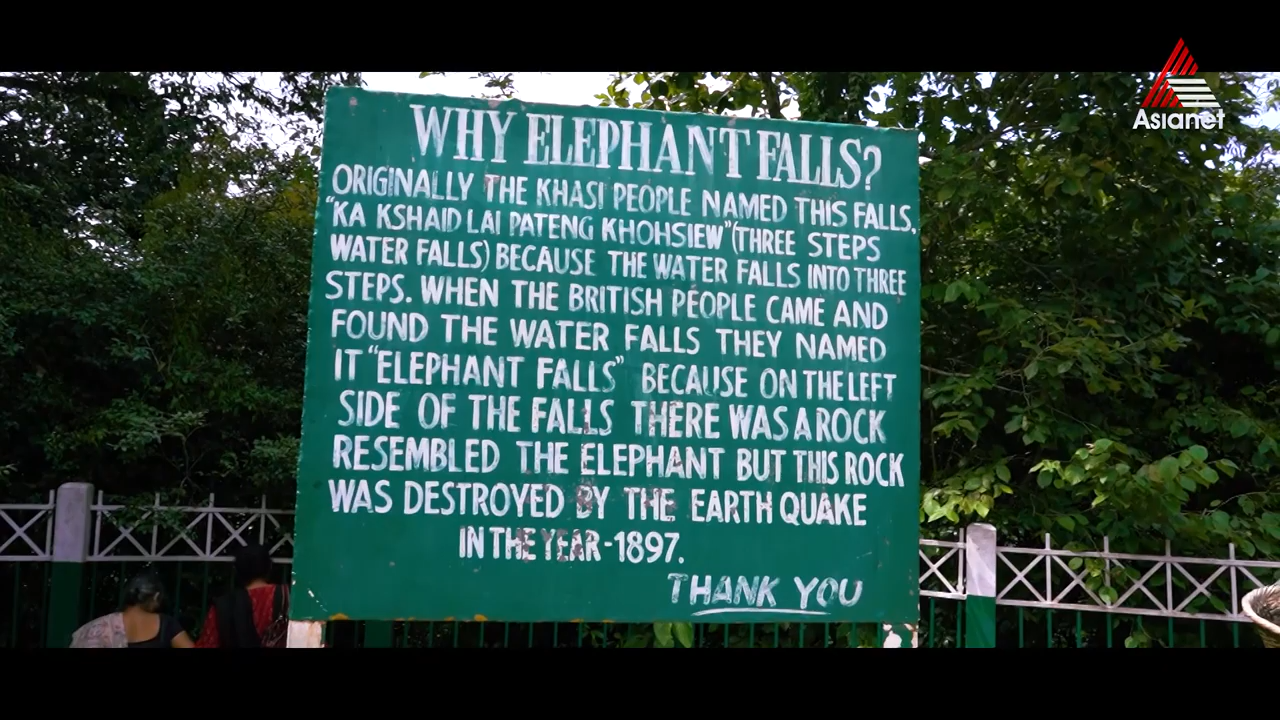 Asianet
WHY ELEPHANT FALLS?
ORIGINALLY THE KHASI PEOPLE NAMED THIS FALLS,
"KA KSHAID LAI PATENG KHOHSIEW" (THREE STEPS
WATER FALLS) BECAUSE THE WATER FALLS INTO THREE
STEPS. WHEN THE BRITISH PEOPLE CAME AND
FOUND THE WATER FALLS THEY NAMED
IT "ELEPHANT FALLS" BECAUSE ON THE LEFT
SIDE OF THE FALLS THERE WAS A ROCK
RESEMBLED THE ELEPHANT BUT THIS ROCK
WAS DESTROYED BY THE EARTH QUAKE
IN THE YEAR-1897.
THANK YOU